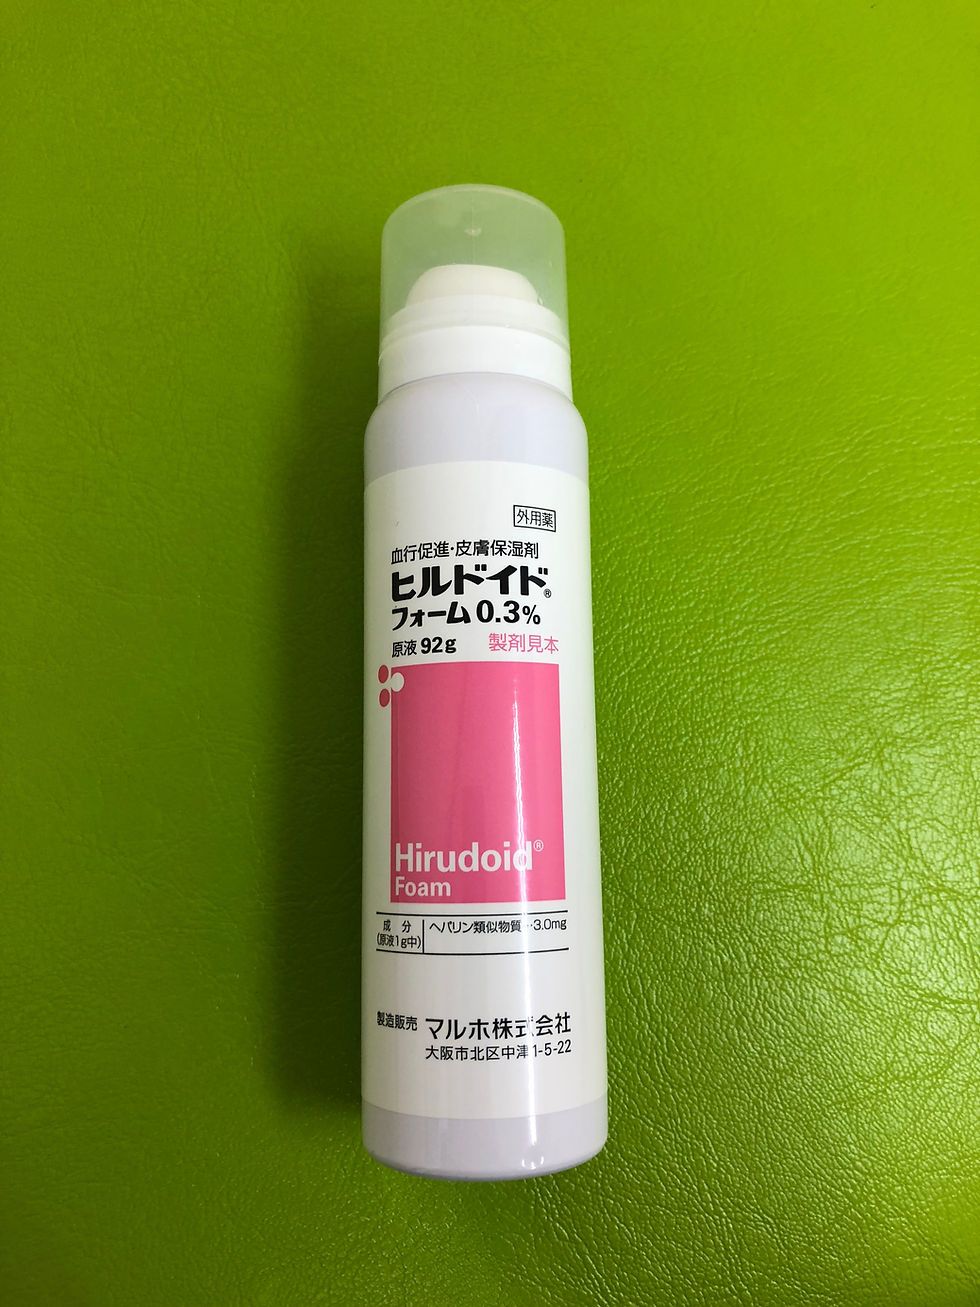 外用薬
血行促進・皮膚保湿剤
ヒルドイド®
フォーム0.3%
原液 92g 製剤見本
Hirudoid®
Foam
成 分 ヘパリン類似物質…3.0mg
(原液1g中)
製造販売 マルホ株式会社
大阪市北区中津1-5-22